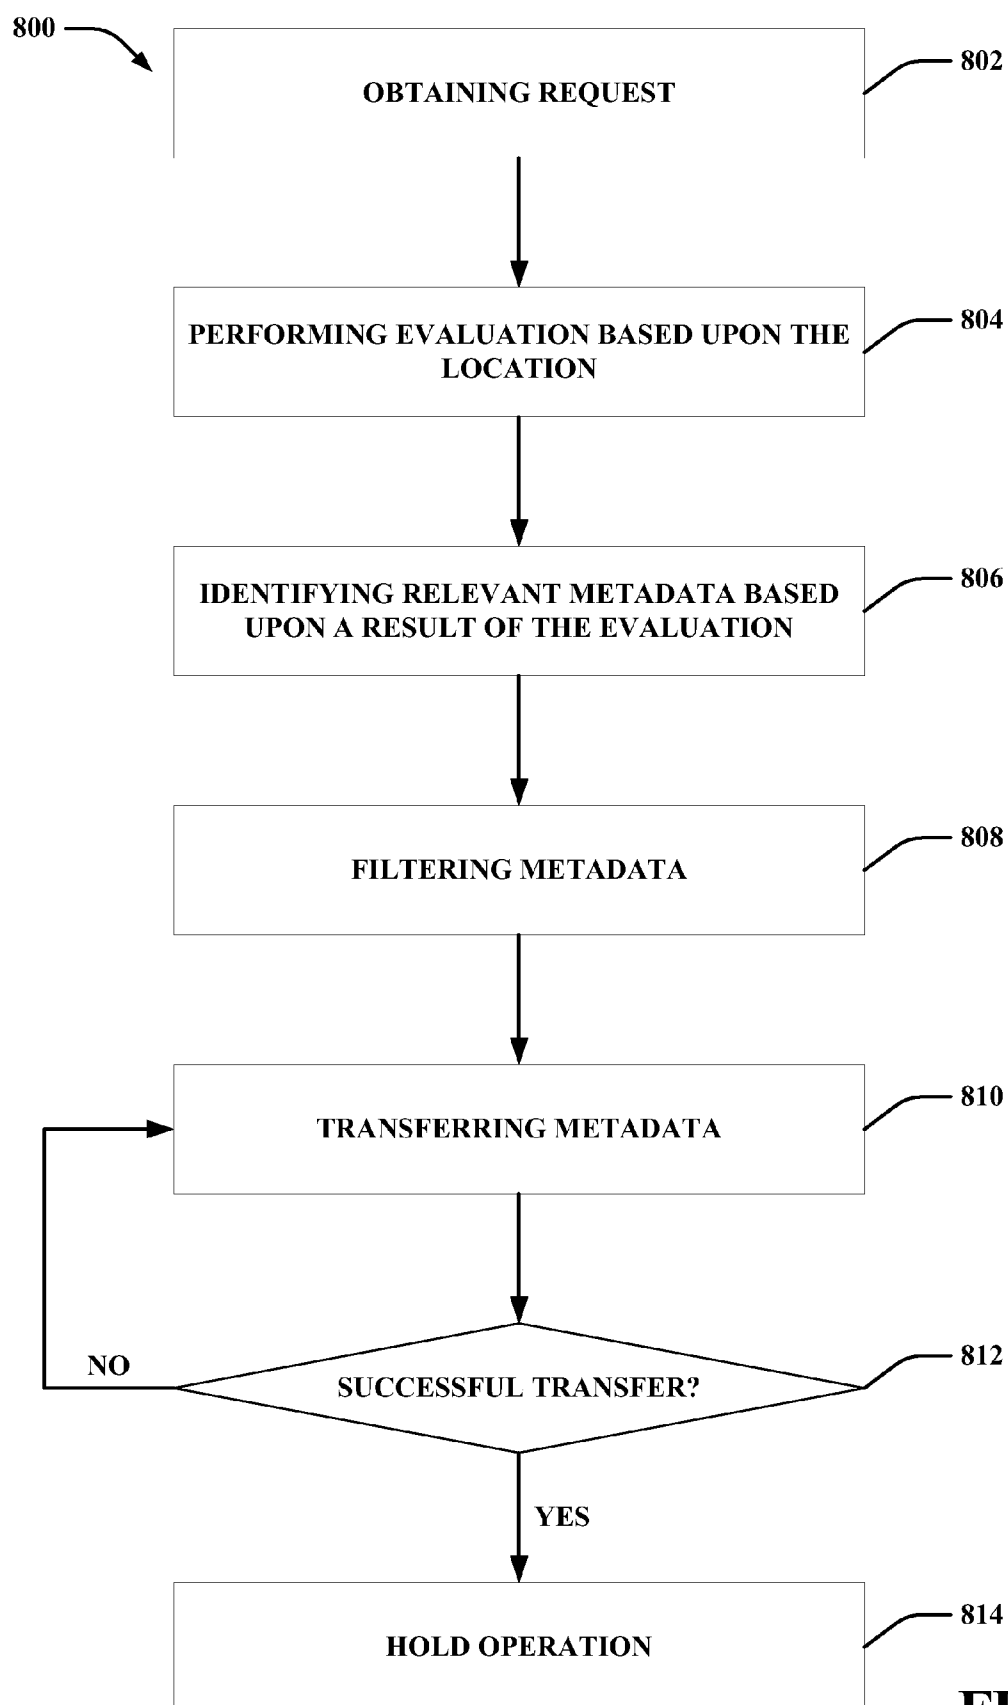 800
802
OBTAINING REQUEST
804
PERFORMING EVALUATION BASED UPON THE
LOCATION
806
IDENTIFYING RELEVANT METADATA BASED
UPON A RESULT OF THE EVALUATION
808
FILTERING METADATA
810
TRANSFERRING METADATA
812
NO
SUCCESSFUL TRANSFER?
YES
814
HOLD OPERATION